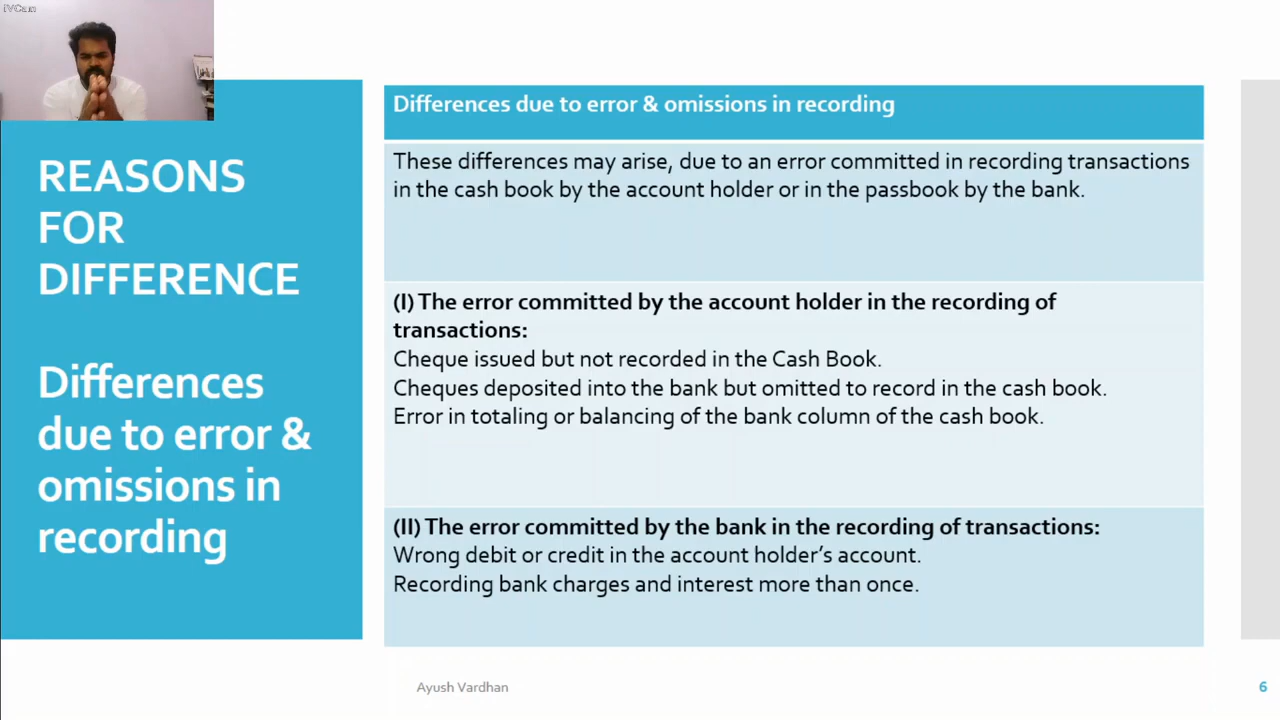 iVCam
REASONS
FOR
DIFFERENCE
Differences
due to error &
omissions in
recording
Differences due to error & omissions in recording
These differences may arise, due to an error committed in recording transactions
in the cash book by the account holder or in the passbook by the bank.
(I) The error committed by the account holder in the recording of
transactions:
Cheque issued but not recorded in the Cash Book.
Cheques deposited into the bank but omitted to record in the cash book.
Error in totaling or balancing of the bank column of the cash book.
(II) The error committed by the bank in the recording of transactions:
Wrong debit or credit in the account holder’s account.
Recording bank charges and interest more than once.
Ayush Vardhan
6